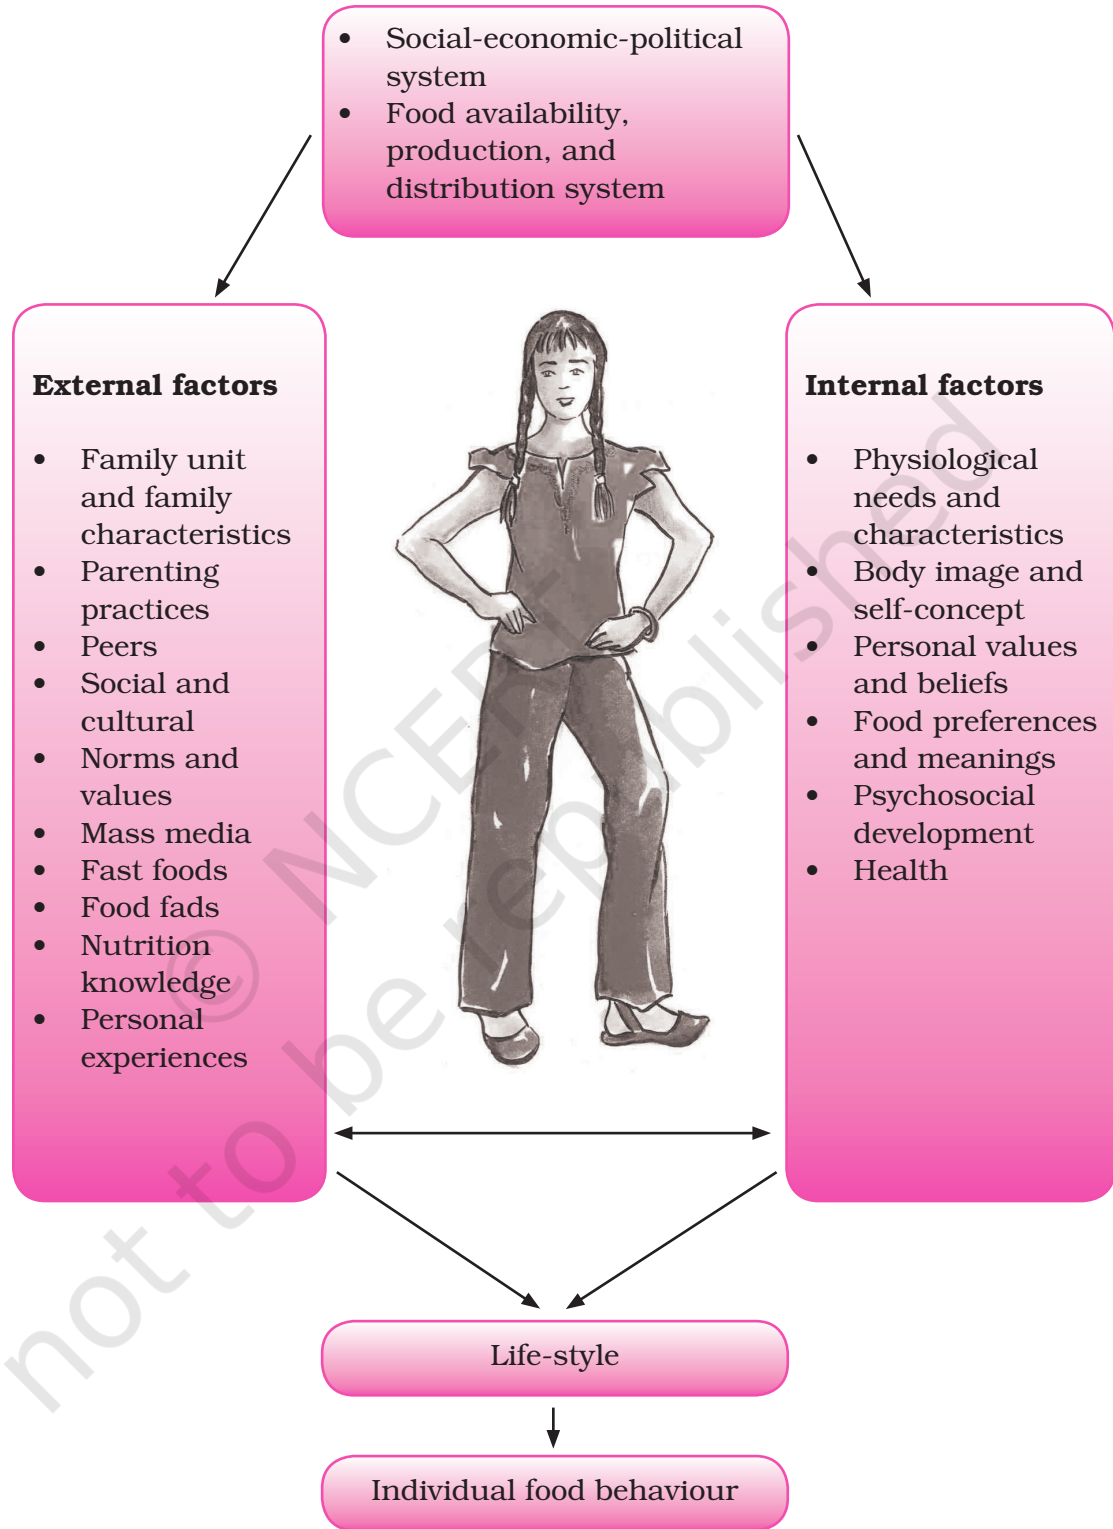 • Social-economic-political
system
• Food availability,
production, and
distribution system
External factors
• Family unit
and family
characteristics
• Parenting
practices
• Peers
• Social and
cultural
• Norms and
values
• Mass media
• Fast foods
• Food fads
• Nutrition
knowledge
• Personal
experiences
Internal factors
• Physiological
needs and
characteristics
• Body image and
self-concept
• Personal values
and beliefs
• Food preferences
and meanings
• Psychosocial
development
• Health
Life-style
Individual food behaviour
© NCERT
not to be republished